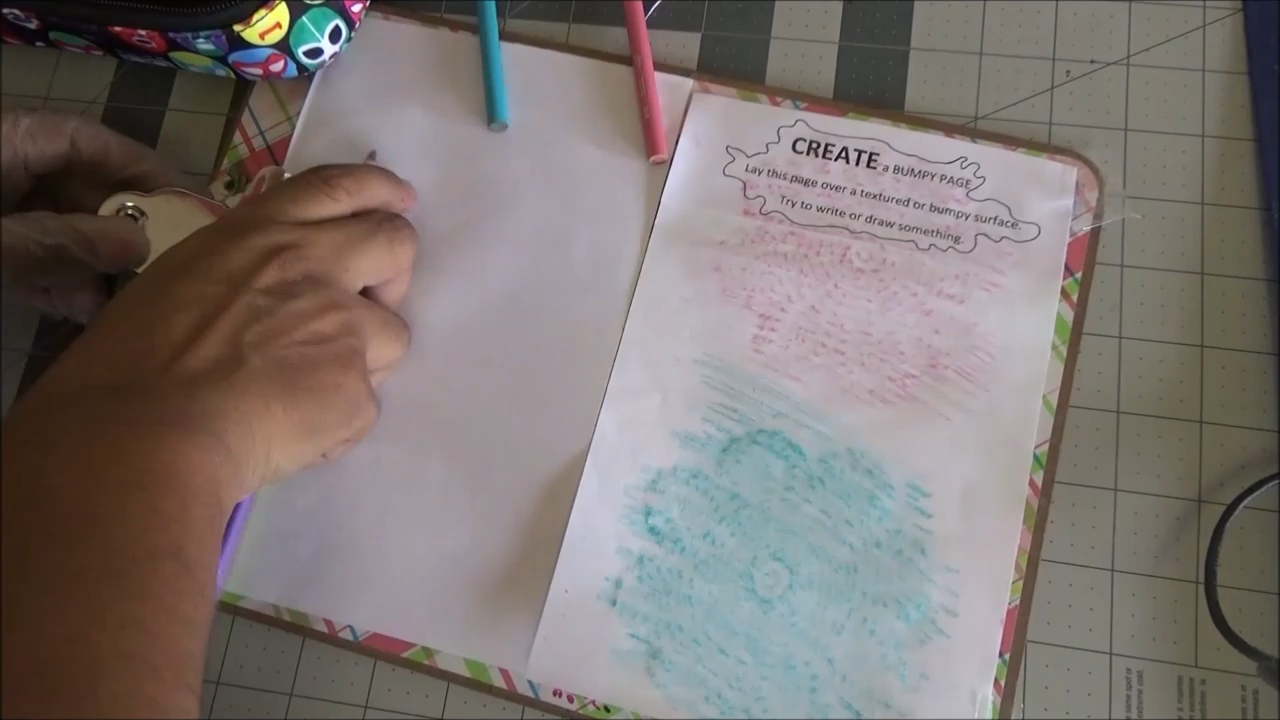 CREATE a BUMPY PAGE
Lay this page over a textured or bumpy surface.
Try to write or draw something.